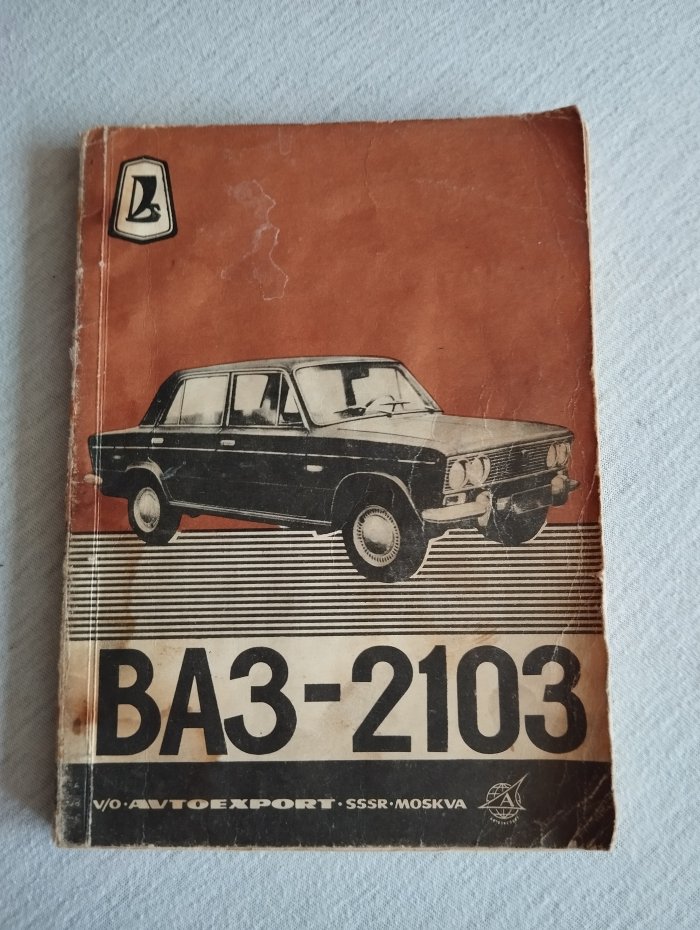 ВАЗ-2103
V/O · AVTOEXPORT · SSSR · MOSKVA